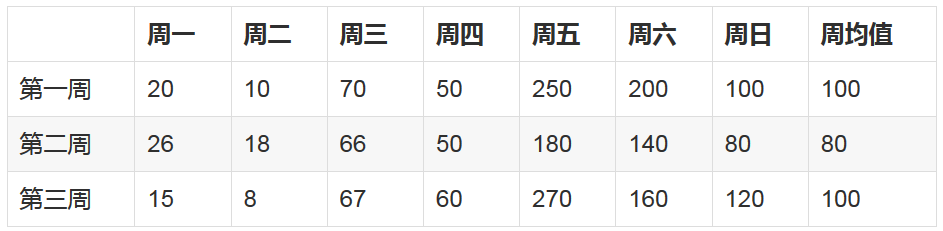 周一 周二 周三 周四 周五 周六 周日 周均值
第一周 20 10 70 50 250 200 100 100
第二周 26 18 66 50 180 140 80 80
第三周 15 8 67 60 270 160 120 100